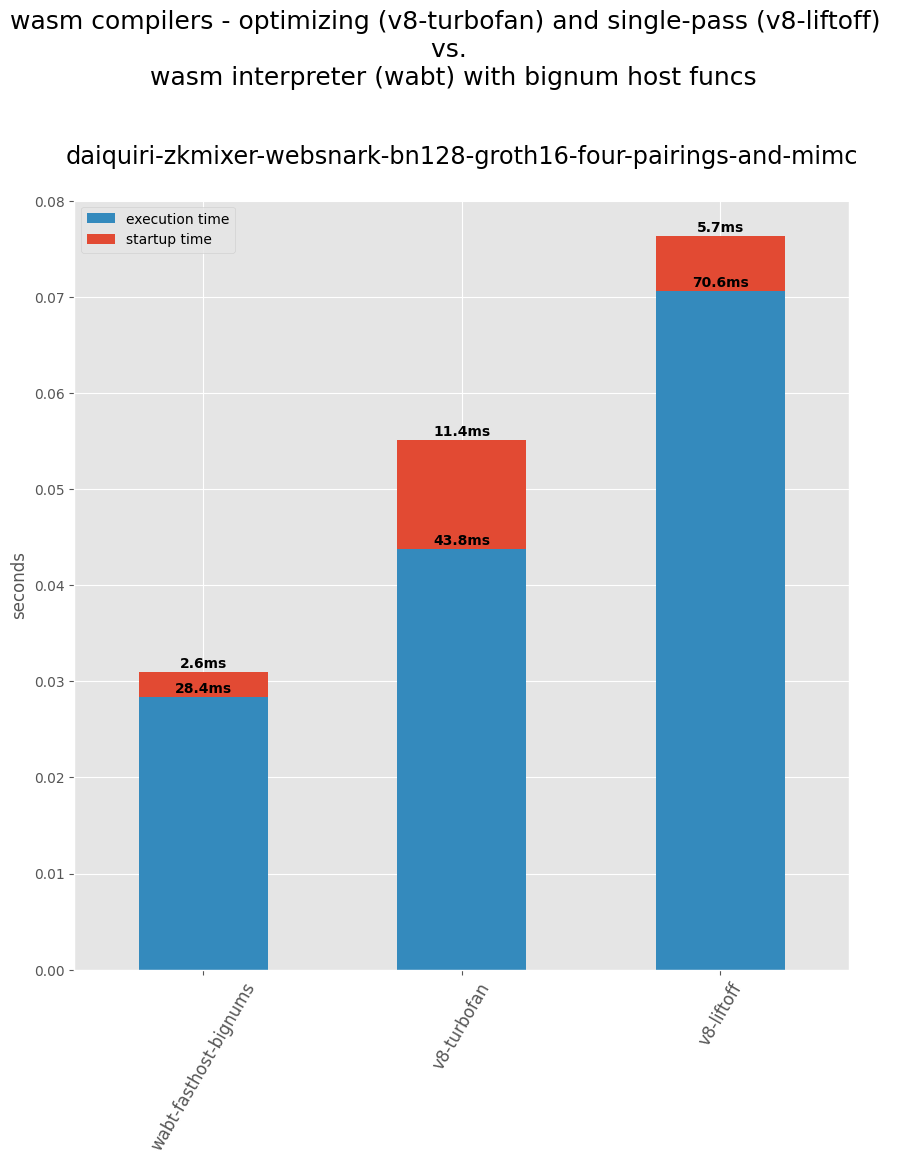 wasm compilers - optimizing (v8-turbofan) and single-pass (v8-liftoff)
vs.
wasm interpreter (wabt) with bignum host funcs
daiquiri-zkmixer-websnark-bn128-groth16-four-pairings-and-mimc
execution time
startup time
0.08
0.07
0.06
0.05
0.04
0.03
0.02
0.01
0.00
seconds
2.6ms
28.4ms
11.4ms
43.8ms
5.7ms
70.6ms
wabt-fasthost-bignums
v8-turbofan
v8-liftoff